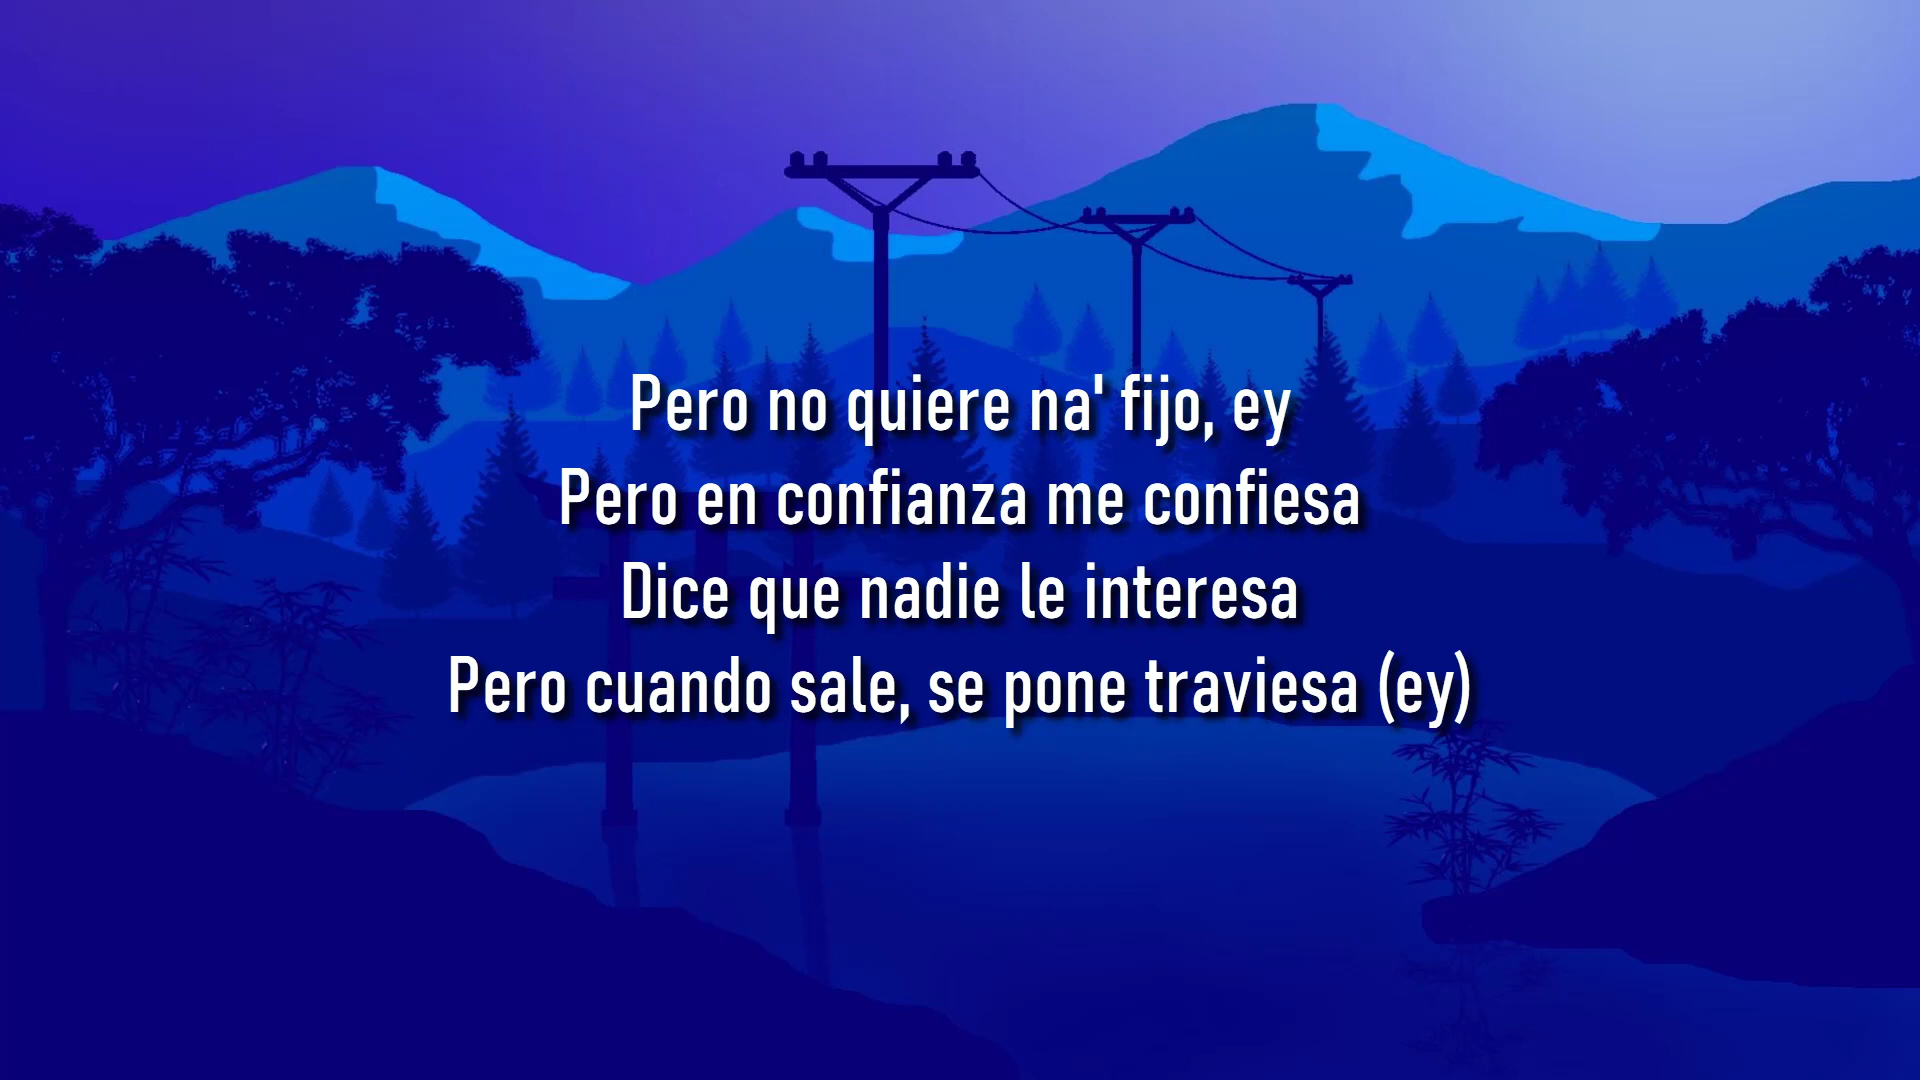 Pero no quiere na' fijo, ey
Pero en confianza me confiesa
Dice que nadie le interesa
Pero cuando sale, se pone traviesa (ey)